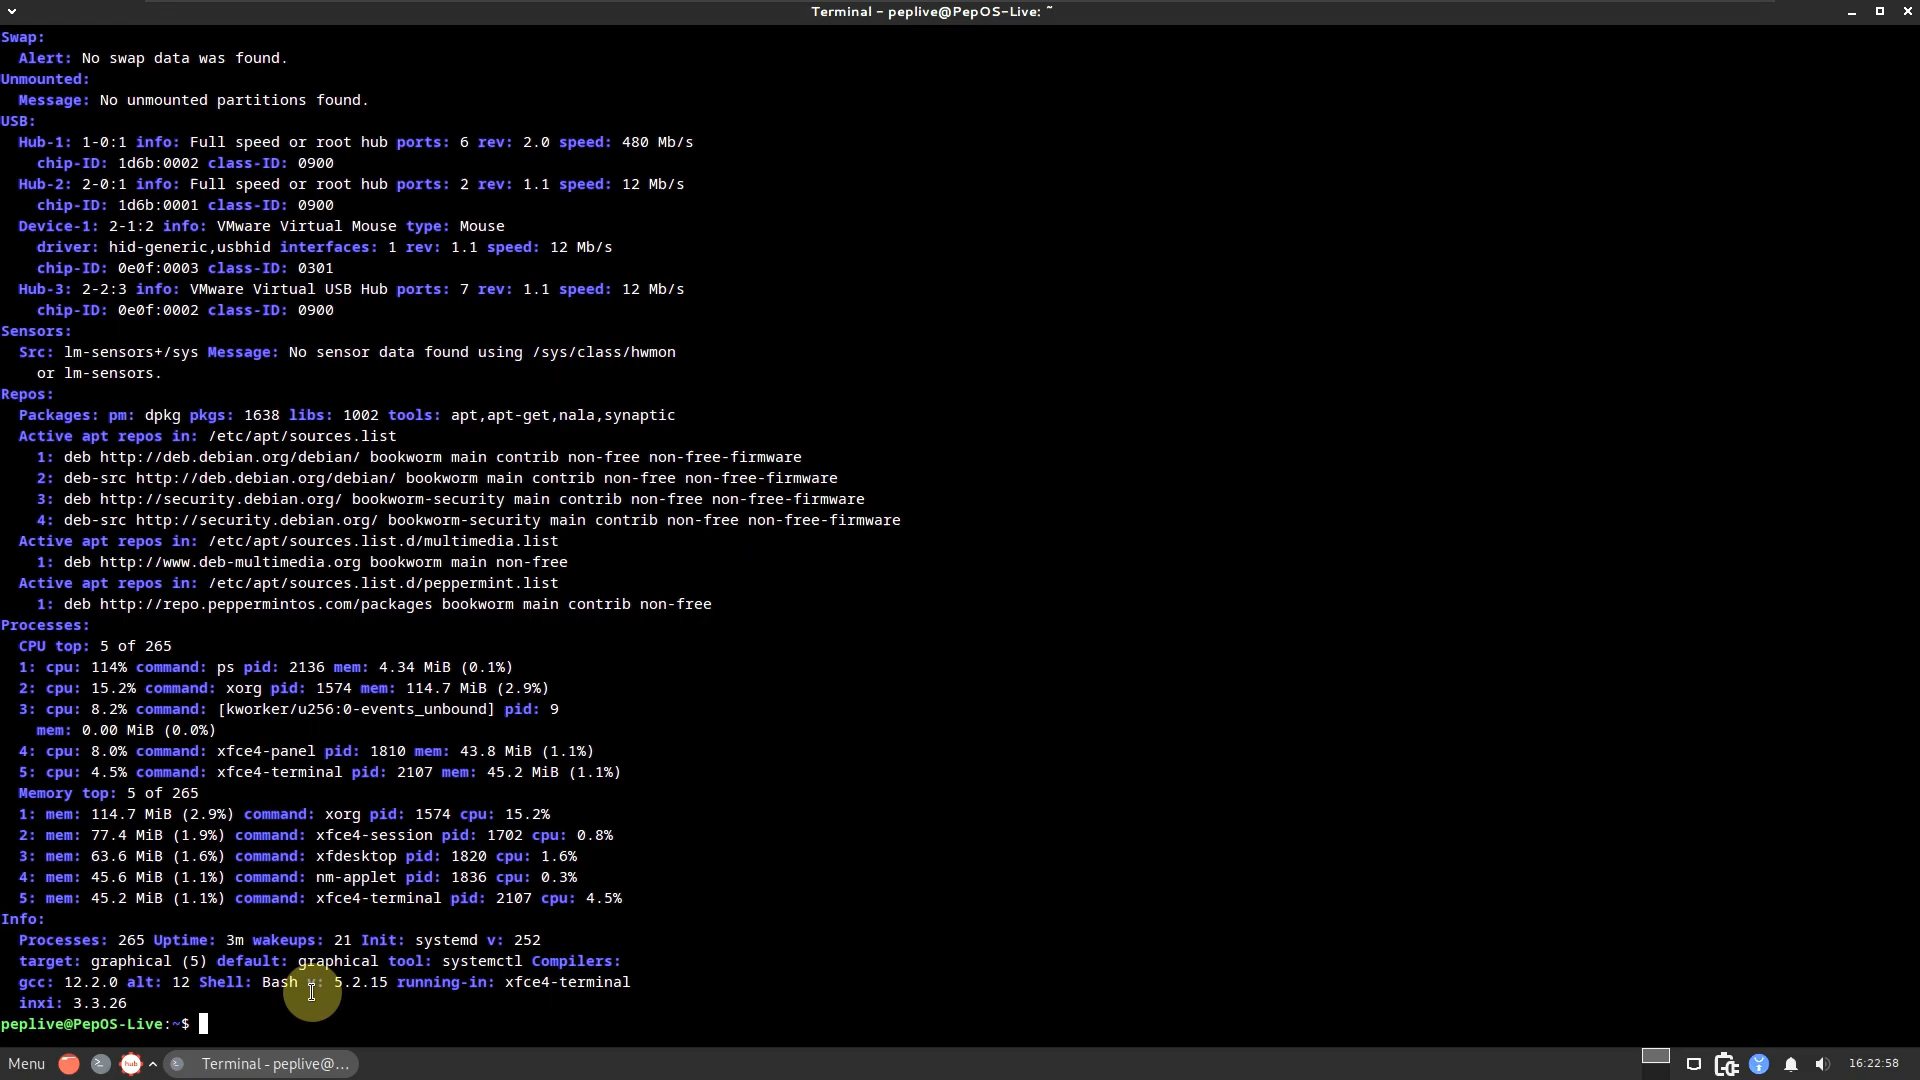 Terminal - peplive@PepOS-Live: ~
Swap:
Alert: No swap data was found.
Unmounted:
Message: No unmounted partitions found.
USB:
Hub-1: 1-0:1 info: Full speed or root hub ports: 6 rev: 2.0 speed: 480 Mb/s
chip-ID: 1d6b:0002 class-ID: 0900
Hub-2: 2-0:1 info: Full speed or root hub ports: 2 rev: 1.1 speed: 12 Mb/s
chip-ID: 1d6b:0001 class-ID: 0900
Device-1: 2-1:2 info: VMware Virtual Mouse type: Mouse
driver: hid-generic,usbhid interfaces: 1 rev: 1.1 speed: 12 Mb/s
chip-ID: 0e0f:0003 class-ID: 0301
Hub-3: 2-2:3 info: VMware Virtual USB Hub ports: 7 rev: 1.1 speed: 12 Mb/s
chip-ID: 0e0f:0002 class-ID: 0900
Sensors:
Src: lm-sensors+/sys Message: No sensor data found using /sys/class/hwmon
or lm-sensors.
Repos:
Packages: pm: dpkg pkgs: 1638 libs: 1002 tools: apt,apt-get,nala,synaptic
Active apt repos in: /etc/apt/sources.list
1: deb http://deb.debian.org/debian/ bookworm main contrib non-free non-free-firmware
2: deb-src http://deb.debian.org/debian/ bookworm main contrib non-free non-free-firmware
3: deb http://security.debian.org/ bookworm-security main contrib non-free non-free-firmware
4: deb-src http://security.debian.org/ bookworm-security main contrib non-free non-free-firmware
Active apt repos in: /etc/apt/sources.list.d/multimedia.list
1: deb http://www.deb-multimedia.org bookworm main non-free
Active apt repos in: /etc/apt/sources.list.d/peppermint.list
1: deb http://repo.peppermintos.com/packages bookworm main contrib non-free
Processes:
CPU top: 5 of 265
1: cpu: 114% command: ps pid: 2136 mem: 4.34 MiB (0.1%)
2: cpu: 15.2% command: xorg pid: 1574 mem: 114.7 MiB (2.9%)
3: cpu: 8.2% command: [kworker/u256:0-events_unbound] pid: 9
mem: 0.00 MiB (0.0%)
4: cpu: 8.0% command: xfce4-panel pid: 1810 mem: 43.8 MiB (1.1%)
5: cpu: 4.5% command: xfce4-terminal pid: 2107 mem: 45.2 MiB (1.1%)
Memory top: 5 of 265
1: mem: 114.7 MiB (2.9%) command: xorg pid: 1574 cpu: 15.2%
2: mem: 77.4 MiB (1.9%) command: xfce4-session pid: 1702 cpu: 0.8%
3: mem: 63.6 MiB (1.6%) command: xfdesktop pid: 1820 cpu: 1.6%
4: mem: 45.6 MiB (1.1%) command: nm-applet pid: 1836 cpu: 0.3%
5: mem: 45.2 MiB (1.1%) command: xfce4-terminal pid: 2107 cpu: 4.5%
Info:
Processes: 265 Uptime: 3m wakeups: 21 Init: systemd v: 252
target: graphical (5) default: graphical tool: systemctl Compilers:
gcc: 12.2.0 alt: 12 Shell: Bash v: 5.2.15 running-in: xfce4-terminal
inxi: 3.3.26
peplive@PepOS-Live:~$
Menu hub Terminal - peplive@... 16:22:58